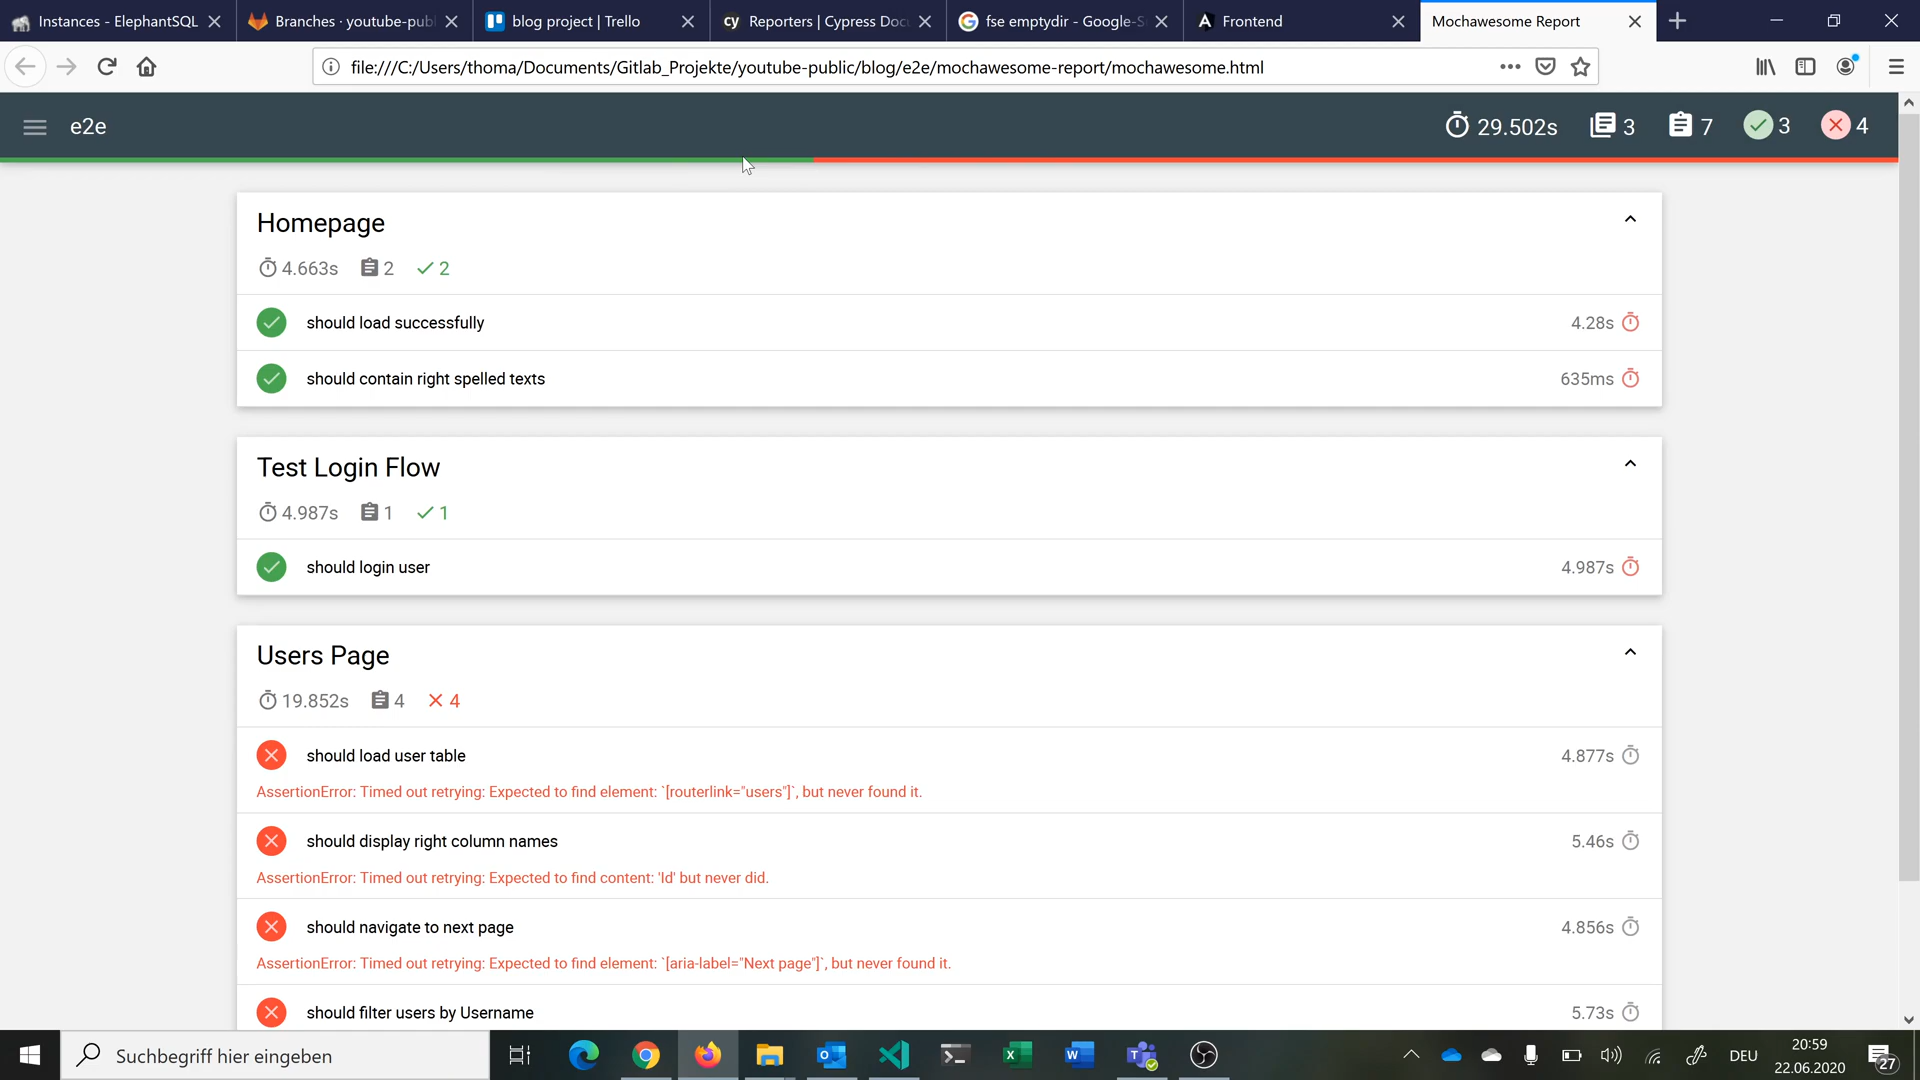 Instances - ElephantSQL
Branches · youtube-publ
blog project | Trello
cy Reporters | Cypress Docu
fse emptydir - Google-S
Frontend
Mochawesome Report
file:///C:/Users/thoma/Documents/Gitlab_Projekte/youtube-public/blog/e2e/mochawesome-report/mochawesome.html
e2e
29.502s 3 7 3 4
Homepage
4.663s 2 2
should load successfully 4.28s
should contain right spelled texts 635ms
Test Login Flow
4.987s 1 1
should login user 4.987s
Users Page
19.852s 4 4
should load user table 4.877s
AssertionError: Timed out retrying: Expected to find element: `[routerlink="users"]`, but never found it.
should display right column names 5.46s
AssertionError: Timed out retrying: Expected to find content: 'Id' but never did.
should navigate to next page 4.856s
AssertionError: Timed out retrying: Expected to find element: `[aria-label="Next page"]`, but never found it.
should filter users by Username 5.73s
Suchbegriff hier eingeben
DEU
20:59
22.06.2020
27